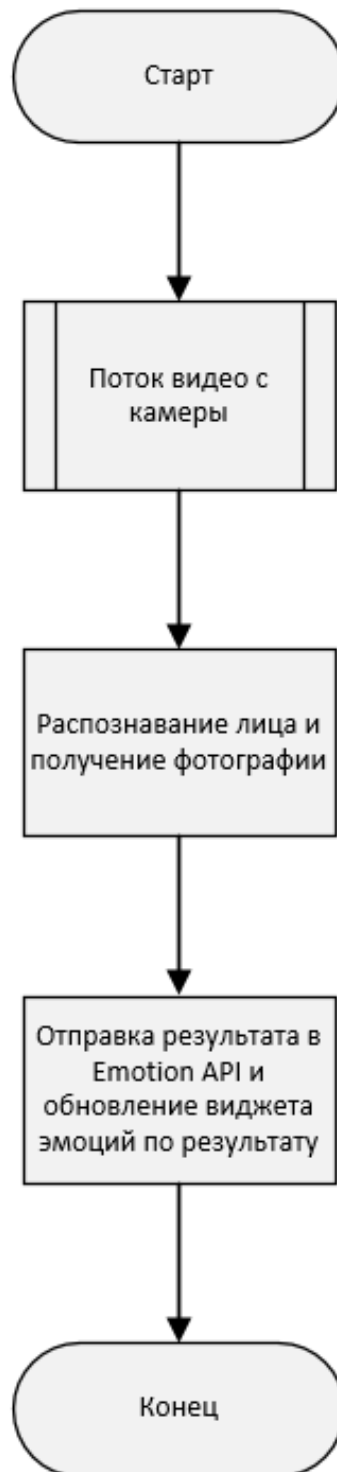 Старт
Поток видео с
камеры
Распознавание лица и
получение фотографии
Отправка результата в
Emotion API и
обновление виджета
эмоций по результату
Конец